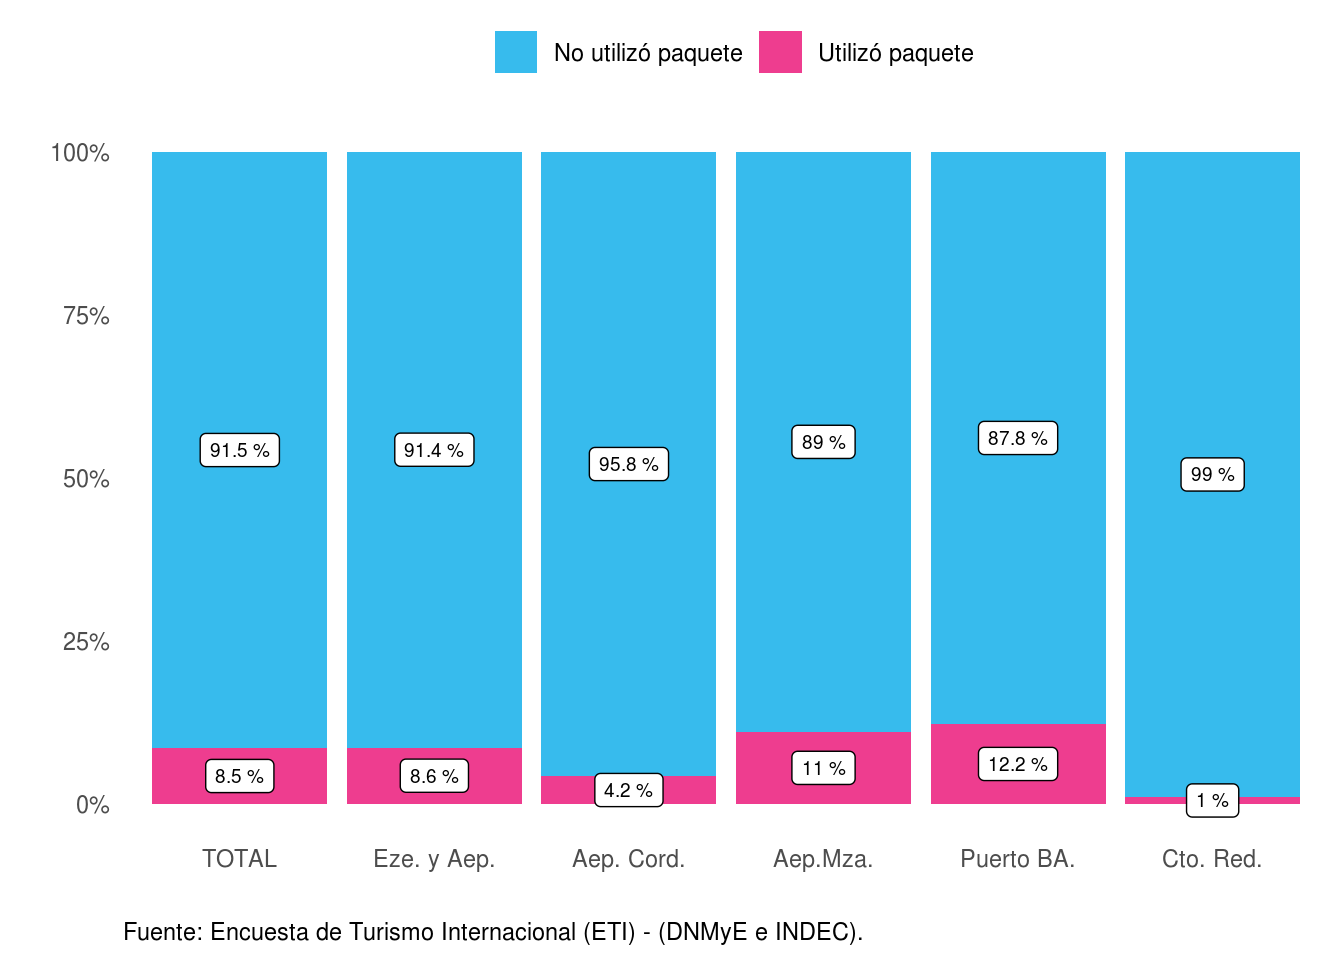 No utilizó paquete Utilizó paquete
100%
75%
50%
25%
0%
91.5 % 91.4 % 95.8 % 89 % 87.8 % 99 %
8.5 % 8.6 % 4.2 % 11 % 12.2 % 1 %
TOTAL Eze. y Aep. Aep. Cord. Aep.Mza. Puerto BA. Cto. Red.
Fuente: Encuesta de Turismo Internacional (ETI) - (DNMyE e INDEC).